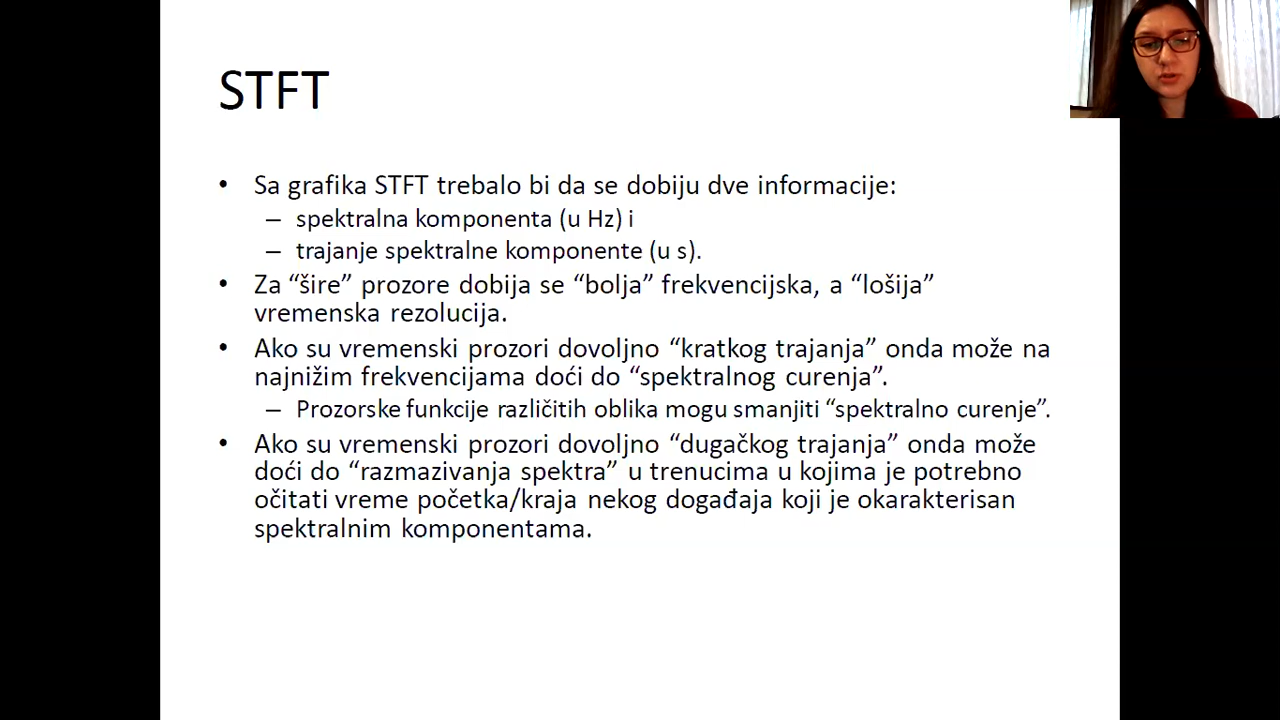 STFT
• Sa grafika STFT trebalo bi da se dobiju dve informacije:
– spektralna komponenta (u Hz) i
– trajanje spektralne komponente (u s).
• Za “šire” prozore dobija se “bolja” frekvencijska, a “lošija”
vremenska rezolucija.
• Ako su vremenski prozori dovoljno “kratkog trajanja” onda može na
najnižim frekvencijama doći do “spektralnog curenja”.
– Prozorske funkcije različitih oblika mogu smanjiti “spektralno curenje”.
• Ako su vremenski prozori dovoljno “dugačkog trajanja” onda može
doći do “razmazivanja spektra” u trenucima u kojima je potrebno
očitati vreme početka/kraja nekog događaja koji je okarakterisan
spektralnim komponentama.